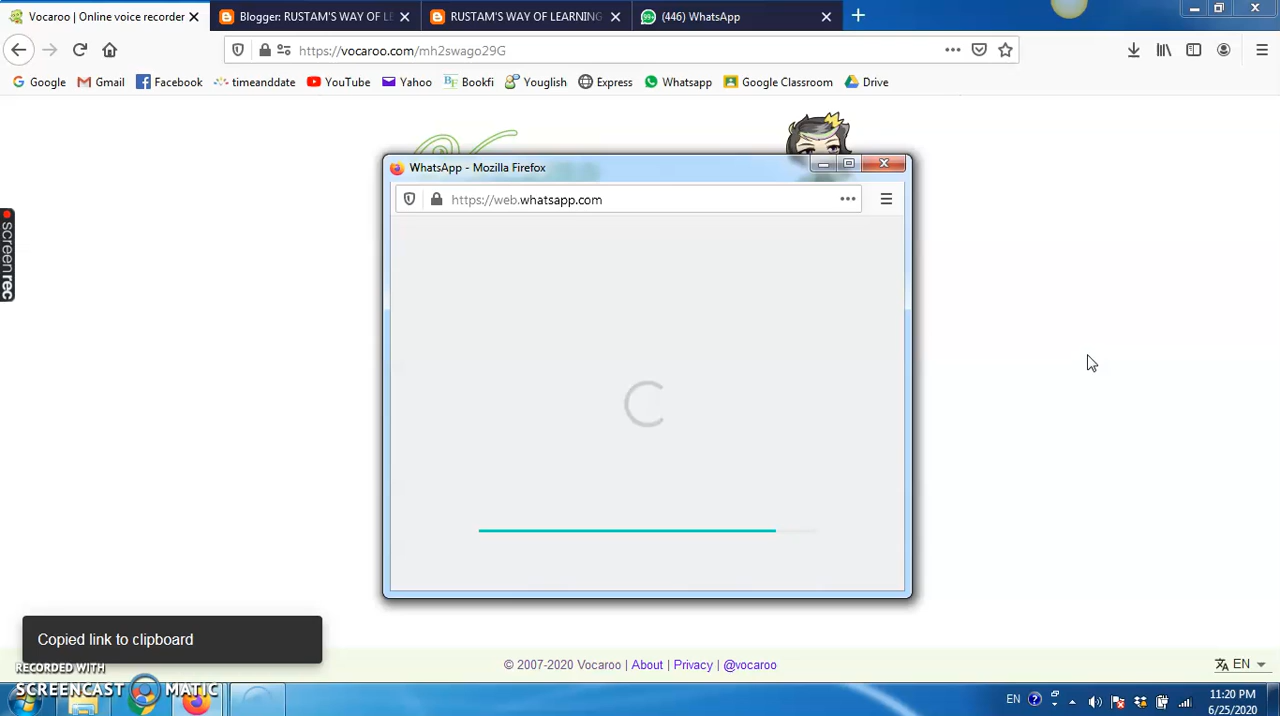 Vocaroo | Online voice recorder
Blogger: RUSTAM'S WAY OF LE
RUSTAM'S WAY OF LEARNING
99+
(446) WhatsApp
https://vocaroo.com/mh2swago29G
Google
Gmail
Facebook
timeanddate
YouTube
Yahoo
BF Bookfi
Youglish
Express
Whatsapp
Google Classroom
Drive
WhatsApp - Mozilla Firefox
https://web.whatsapp.com
screenrec
Copied link to clipboard
© 2007-2020 Vocaroo | About | Privacy | @vocaroo
EN
RECORDED WITH
SCREENCAST MATIC
EN
11:20 PM
6/25/2020